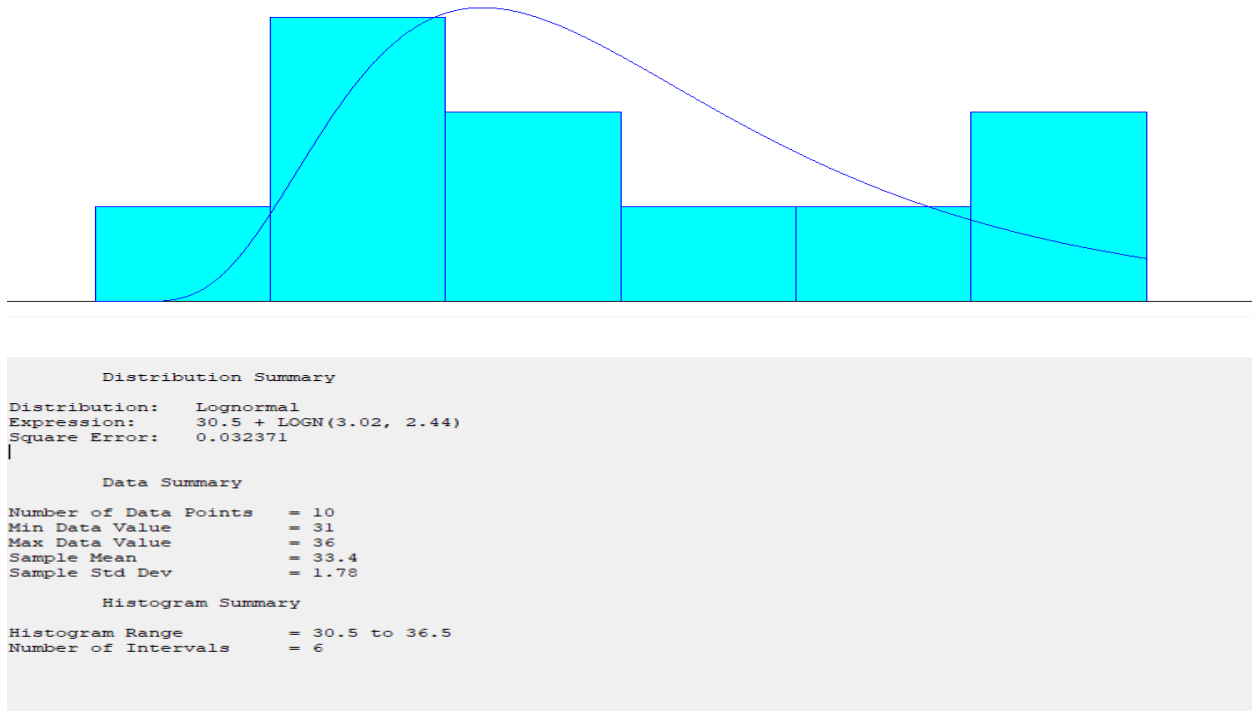 Distribution Summary
Distribution: Lognormal
Expression: 30.5 + LOGN(3.02, 2.44)
Square Error: 0.032371
Data Summary
Number of Data Points = 10
Min Data Value = 31
Max Data Value = 36
Sample Mean = 33.4
Sample Std Dev = 1.78
Histogram Summary
Histogram Range = 30.5 to 36.5
Number of Intervals = 6